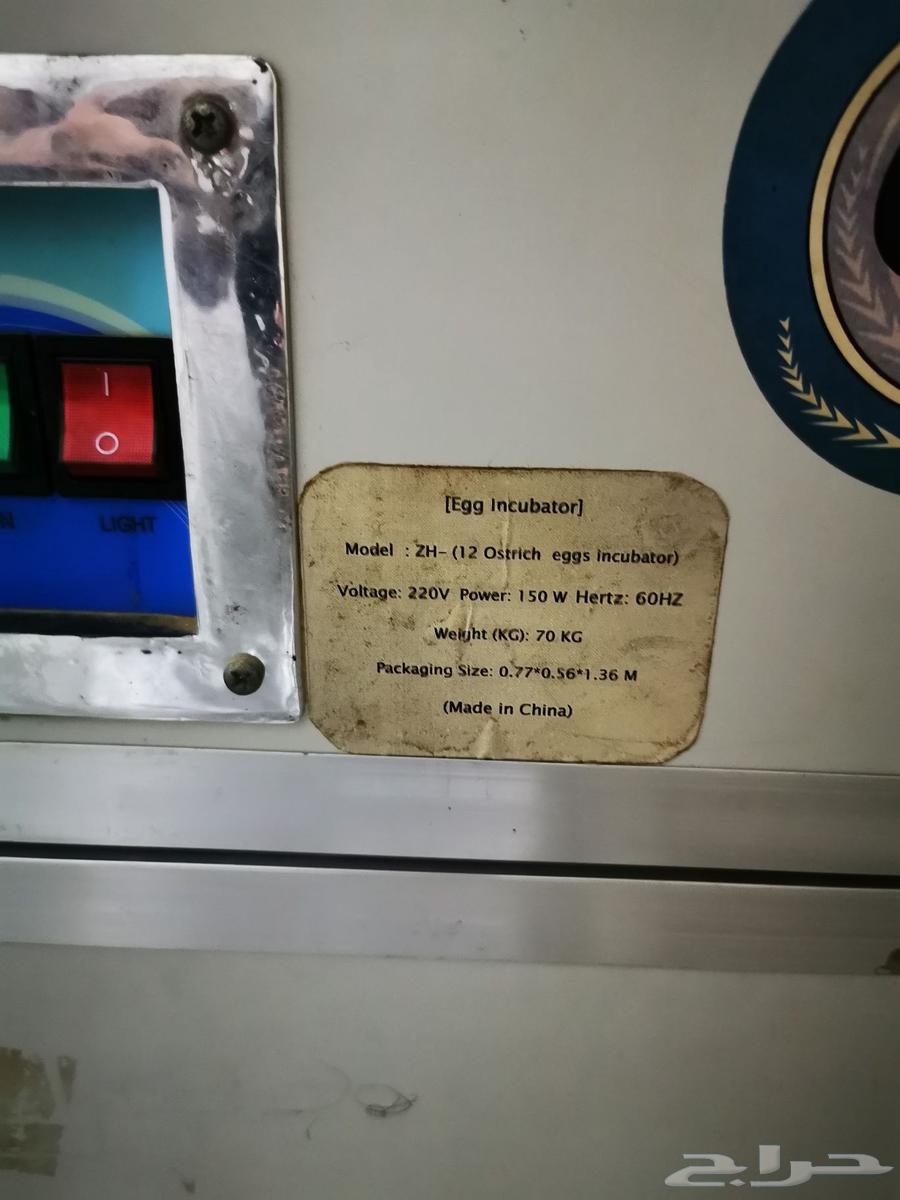 I
O
N
LIGHT
[Egg Incubator]
Model : ZH- (12 Ostrich eggs incubator)
Voltage: 220V Power: 150 W Hertz: 60HZ
Weight (KG): 70 KG
Packaging Size: 0.77*0.56*1.36 M
(Made in China)
حراج